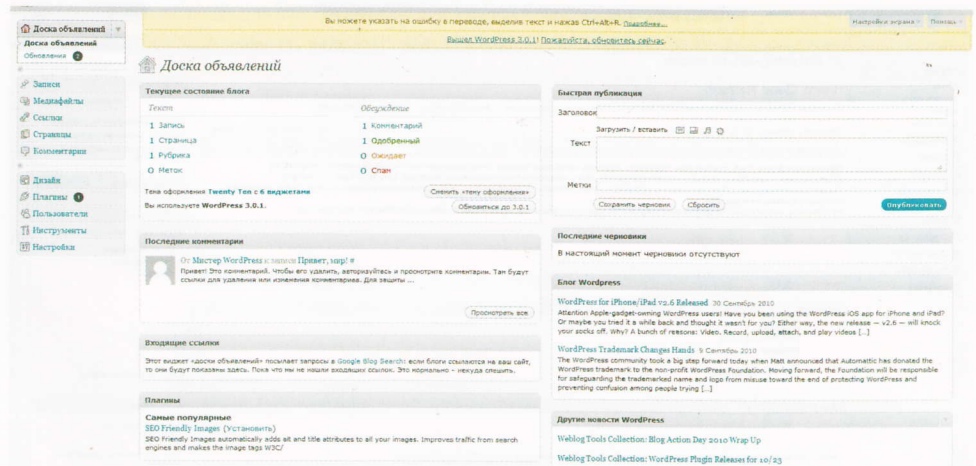 Вы можете указать на ошибку в переводе, выделив текст и нажав Ctrl+Alt+R. Подробнее...
Настройки экрана
Помощь
Вышел WordPress 3.0.1! Пожалуйста, обновитесь сейчас.
Доска объявлений
Доска объявлений
Обновления 2
Записи
Медиафайлы
Ссылки
Страницы
Комментарии
Дизайн
Плагины 1
Пользователи
Инструменты
Настройки
Доска объявлений
Текущее состояние блога
Текст
Обсуждение
1 Запись
1 Комментарий
1 Страница
1 Одобренный
1 Рубрика
0 Ожидает
0 Меток
0 Спам
Тема оформления Twenty Ten с 6 виджетами
Сменить «тему оформления»
Вы используете WordPress 3.0.1.
Обновиться до 3.0.1
Последние комментарии
От Мистер WordPress к записи Привет, мир! #
Привет! Это комментарий. Чтобы его удалить, авторизуйтесь и просмотрите комментарии. Там будут
ссылки для удаления или изменения комментариев. Для защиты ...
Просмотреть все
Входящие ссылки
Этот виджет «доски объявлений» посылает запросы в Google Blog Search: если блоги ссылаются на ваш сайт,
то они будут показаны здесь. Пока что мы не нашли входящих ссылок. Это нормально – некуда спешить.
Плагины
Самые популярные
SEO Friendly Images (Установить)
SEO Friendly Images automatically adds alt and title attributes to all your images. Improves traffic from search
engines and makes the image tags W3C/
Быстрая публикация
Заголовок
Загрузить / вставить
Текст
Метки
Сохранить черновик
Сбросить
Опубликовать
Последние черновики
В настоящий момент черновики отсутствуют
Блог Wordpress
WordPress for iPhone/iPad v2.6 Released 30 Сентябрь 2010
Attention Apple-gadget-owning WordPress users! Have you been using the WordPress iOS app for iPhone and iPad?
Or maybe you tried it a while back and thought it wasn't for you? Either way, the new release — v2.6 — will knock
your socks off. Why? A bunch of reasons: Video. Record, upload, attach, and play videos [...]
WordPress Trademark Changes Hands 9 Сентябрь 2010
The WordPress community took a big step forward today when Matt announced that Automattic has donated the
WordPress trademark to the non-profit WordPress Foundation. Moving forward, the Foundation will be responsible
for safeguarding the trademarked name and logo from misuse toward the end of protecting WordPress and
preventing confusion among people trying [...]
Другие новости WordPress
Weblog Tools Collection: Blog Action Day 2010 Wrap Up
Weblog Tools Collection: WordPress Plugin Releases for 10/23